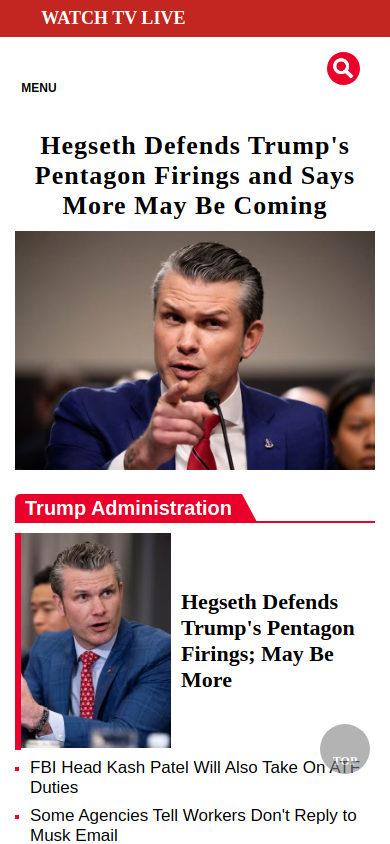 WATCH TV LIVE
MENU
Hegseth Defends Trump's
Pentagon Firings and Says
More May Be Coming
Trump Administration
Hegseth Defends
Trump's Pentagon
Firings; May Be
More
TOP
FBI Head Kash Patel Will Also Take On ATF
Duties
Some Agencies Tell Workers Don't Reply to
Musk Email